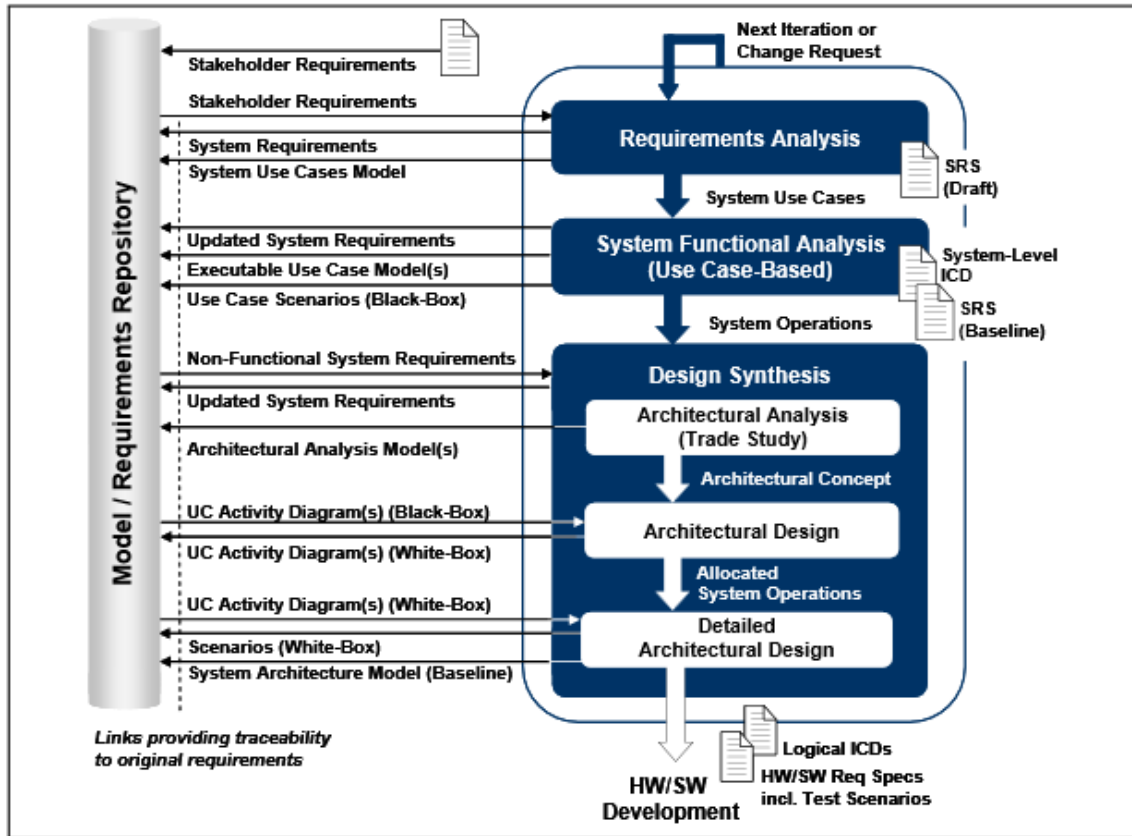 Next Iteration or
Change Request
Stakeholder Requirements
Stakeholder Requirements
System Requirements
System Use Cases Model
Requirements Analysis
SRS
(Draft)
System Use Cases
Updated System Requirements
Executable Use Case Model(s)
Use Case Scenarios (Black-Box)
System Functional Analysis
(Use Case-Based)
System-Level
ICD
SRS
(Baseline)
System Operations
Model / Requirements Repository
Non-Functional System Requirements
Updated System Requirements
Architectural Analysis Model(s)
Design Synthesis
Architectural Analysis
(Trade Study)
Architectural Concept
UC Activity Diagram(s) (Black-Box)
UC Activity Diagram(s) (White-Box)
Architectural Design
Allocated
System Operations
UC Activity Diagram(s) (White-Box)
Scenarios (White-Box)
System Architecture Model (Baseline)
Detailed
Architectural Design
Links providing traceability
to original requirements
Logical ICDs
HW/SW Req Specs
incl. Test Scenarios
HW/SW
Development